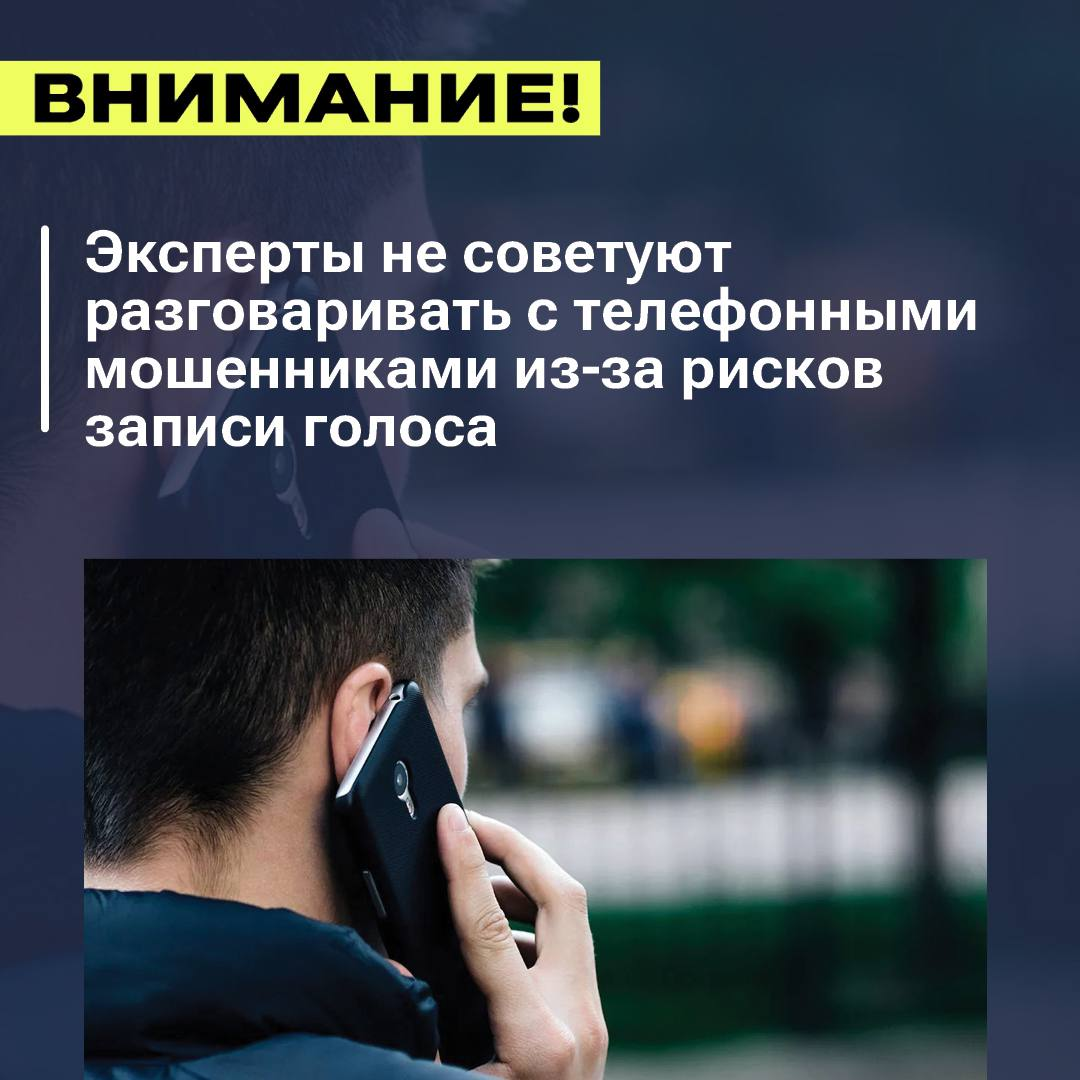 ВНИМАНИЕ!
Эксперты не советуют
разговаривать с телефонными
мошенниками из-за рисков
записи голоса